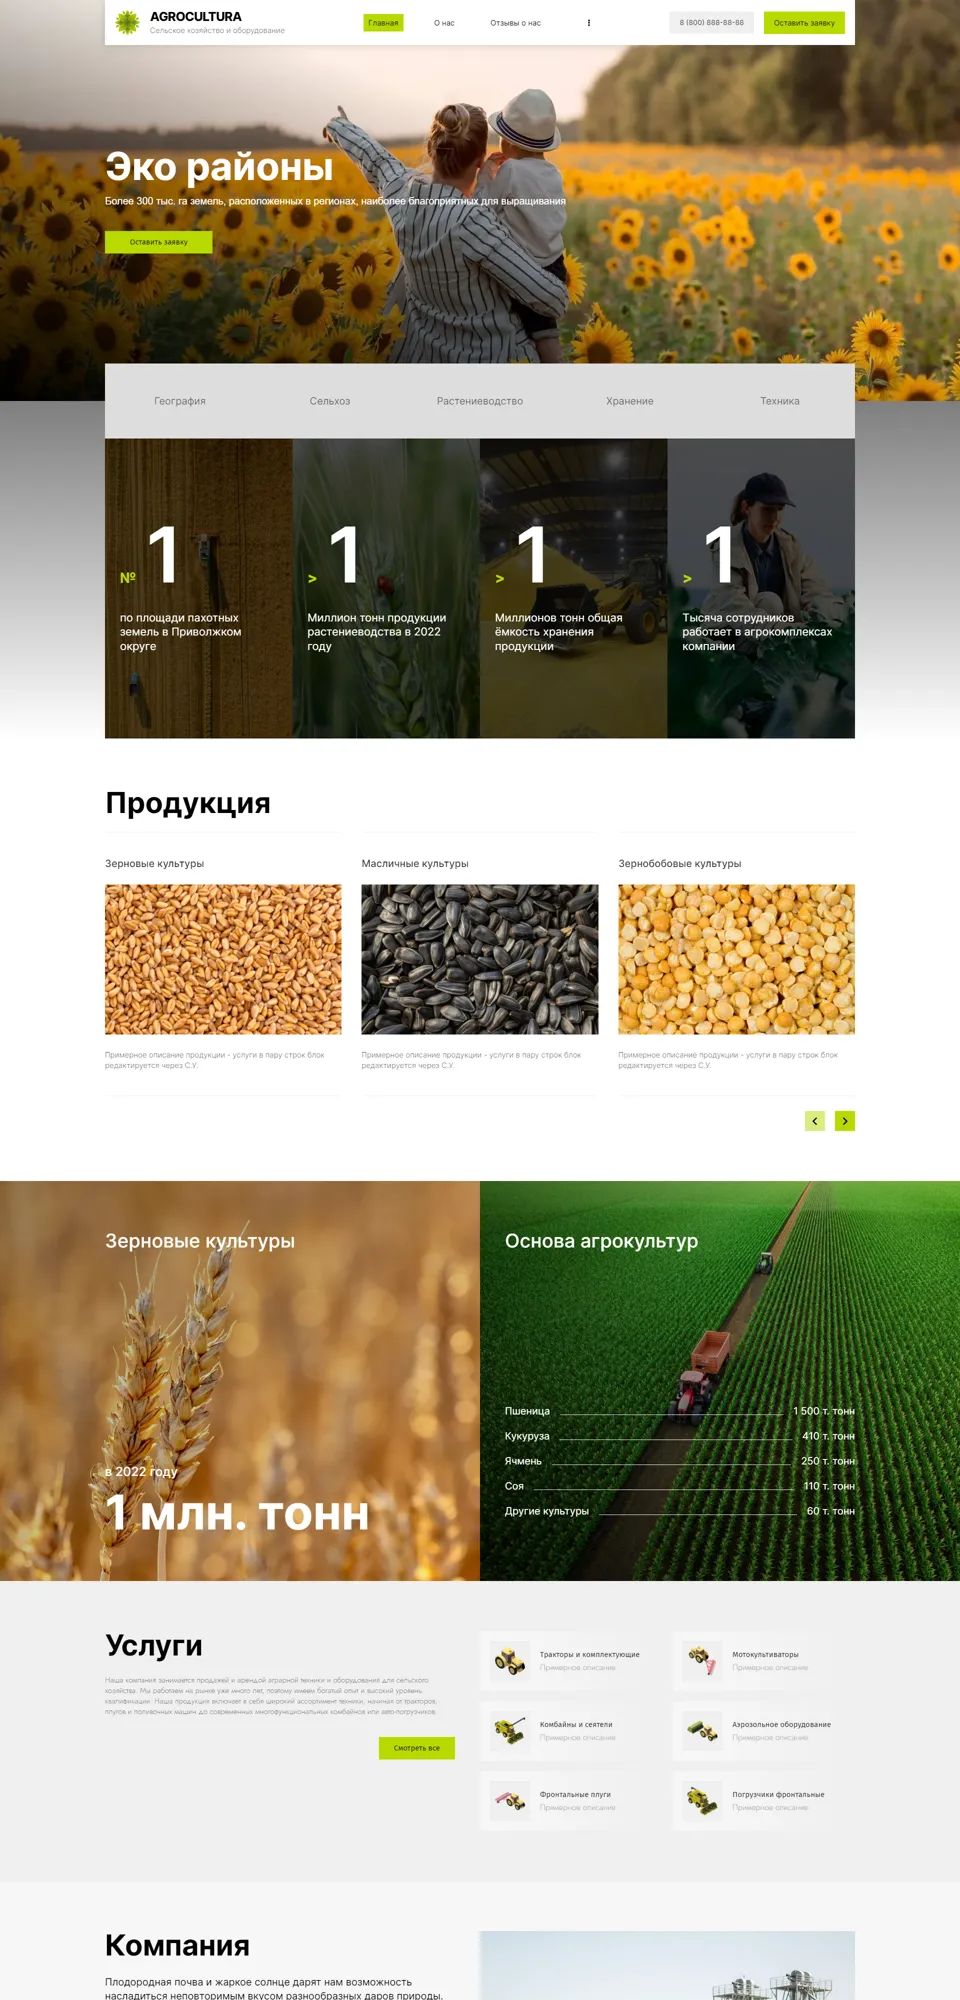 AGROCULTURA
Сельское хозяйство и оборудование
Главная
О нас
Отзывы о нас
8 (800) 888-88-88
Оставить заявку
Эко районы
Более 300 тыс. га земель, расположенных в регионах, наиболее благоприятных для выращивания
Оставить заявку
География
Сельхоз
Растениеводство
Хранение
Техника
№ 1
по площади пахотных
земель в Приволжком
округе
> 1
Миллион тонн продукции
растениеводства в 2022
году
> 1
Миллионов тонн общая
ёмкость хранения
продукции
> 1
Тысяча сотрудников
работает в агрокомплексах
компании
Продукция
Зерновые культуры
Примерное описание продукции - услуги в пару строк блок
редактируется через С.У.
Масличные культуры
Примерное описание продукции - услуги в пару строк блок
редактируется через С.У.
Зернобобовые культуры
Примерное описание продукции - услуги в пару строк блок
редактируется через С.У.
Зерновые культуры
в 2022 году
1 млн. тонн
Основа агрокультур
Пшеница 1 500 т. тонн
Кукуруза 410 т. тонн
Ячмень 250 т. тонн
Соя 110 т. тонн
Другие культуры 60 т. тонн
Услуги
Наша компания занимается продажей и арендой аграрной техники и оборудования для сельского
хозяйства. Мы работаем на рынке уже много лет, поэтому имеем богатый опыт и высокий уровень
квалификации. Наша продукция включает в себя широкий ассортимент техники, начиная от тракторов,
плугов и поливочных машин до современных многофункциональных комбайнов или авто-погрузчиков.
Смотреть все
Тракторы и комплектующие
Примерное описание
Мотокультиваторы
Примерное описание
Комбайны и сеятели
Примерное описание
Аэрозольное оборудование
Примерное описание
Фронтальные плуги
Примерное описание
Погрузчики фронтальные
Примерное описание
Компания
Плодородная почва и жаркое солнце дарят нам возможность
насладиться неповторимым вкусом разнообразных даров природы.